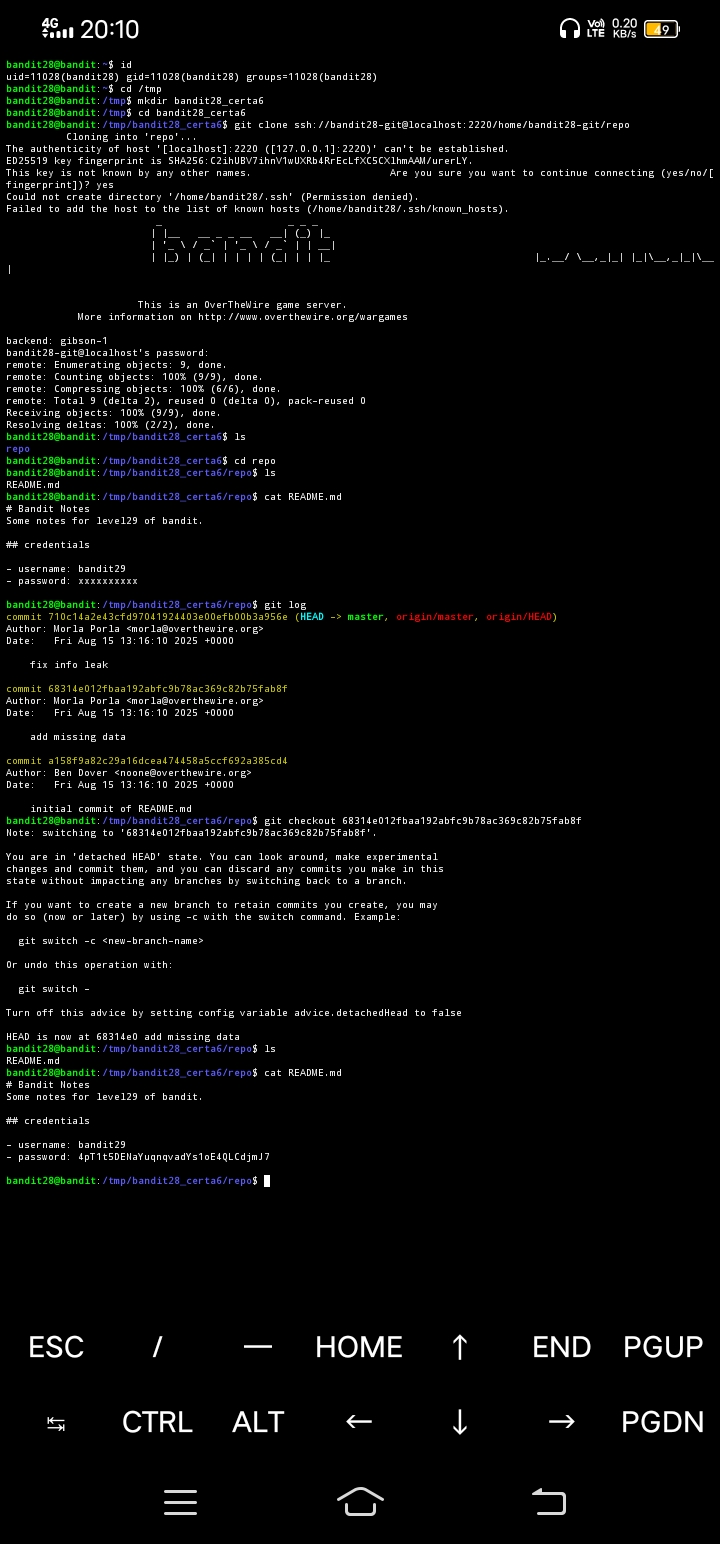 4G 20:10 Vo) LTE 0.20 KB/s 49
bandit28@bandit:~$ id
uid=11028(bandit28) gid=11028(bandit28) groups=11028(bandit28)
bandit28@bandit:~$ cd /tmp
bandit28@bandit:/tmp$ mkdir bandit28_certa6
bandit28@bandit:/tmp$ cd bandit28_certa6
bandit28@bandit:/tmp/bandit28_certa6$ git clone ssh://bandit28-git@localhost:2220/home/bandit28-git/repo
Cloning into 'repo'...
The authenticity of host '[localhost]:2220 ([127.0.0.1]:2220)' can't be established.
ED25519 key fingerprint is SHA256:C2ihUBV7ihnV1wUXRb4RrEcLfXC5CXlhmAAM/urerLY.
This key is not known by any other names. Are you sure you want to continue connecting (yes/no/[
fingerprint])? yes
Could not create directory '/home/bandit28/.ssh' (Permission denied).
Failed to add the host to the list of known hosts (/home/bandit28/.ssh/known_hosts).
bandit
This is an OverTheWire game server.
More information on http://www.overthewire.org/wargames
backend: gibson-1
bandit28-git@localhost's password:
remote: Enumerating objects: 9, done.
remote: Counting objects: 100% (9/9), done.
remote: Compressing objects: 100% (6/6), done.
remote: Total 9 (delta 2), reused 0 (delta 0), pack-reused 0
Receiving objects: 100% (9/9), done.
Resolving deltas: 100% (2/2), done.
bandit28@bandit:/tmp/bandit28_certa6$ ls
repo
bandit28@bandit:/tmp/bandit28_certa6$ cd repo
bandit28@bandit:/tmp/bandit28_certa6/repo$ ls
README.md
bandit28@bandit:/tmp/bandit28_certa6/repo$ cat README.md
# Bandit Notes
Some notes for level29 of bandit.
## credentials
- username: bandit29
- password: xxxxxxxxxx
bandit28@bandit:/tmp/bandit28_certa6/repo$ git log
commit 710c14a2e43cfd97041924403e00efb00b3a956e (HEAD -> master, origin/master, origin/HEAD)
Author: Morla Porla <morla@overthewire.org>
Date:   Fri Aug 15 13:16:10 2025 +0000
fix info leak
commit 68314e012fbaa192abfc9b78ac369c82b75fab8f
Author: Morla Porla <morla@overthewire.org>
Date:   Fri Aug 15 13:16:10 2025 +0000
add missing data
commit a158f9a82c29a16dcea474458a5ccf692a385cd4
Author: Ben Dover <noone@overthewire.org>
Date:   Fri Aug 15 13:16:10 2025 +0000
initial commit of README.md
bandit28@bandit:/tmp/bandit28_certa6/repo$ git checkout 68314e012fbaa192abfc9b78ac369c82b75fab8f
Note: switching to '68314e012fbaa192abfc9b78ac369c82b75fab8f'.
You are in 'detached HEAD' state. You can look around, make experimental
changes and commit them, and you can discard any commits you make in this
state without impacting any branches by switching back to a branch.
If you want to create a new branch to retain commits you create, you may
do so (now or later) by using -c with the switch command. Example:
git switch -c <new-branch-name>
Or undo this operation with:
git switch -
Turn off this advice by setting config variable advice.detachedHead to false
HEAD is now at 68314e0 add missing data
bandit28@bandit:/tmp/bandit28_certa6/repo$ ls
README.md
bandit28@bandit:/tmp/bandit28_certa6/repo$ cat README.md
# Bandit Notes
Some notes for level29 of bandit.
## credentials
- username: bandit29
- password: 4pT1t5DENaYuqnqvadYs1oE4QLCdjmJ7
bandit28@bandit:/tmp/bandit28_certa6/repo$
ESC / — HOME ↑ END PGUP
↹ CTRL ALT ← ↓ → PGDN